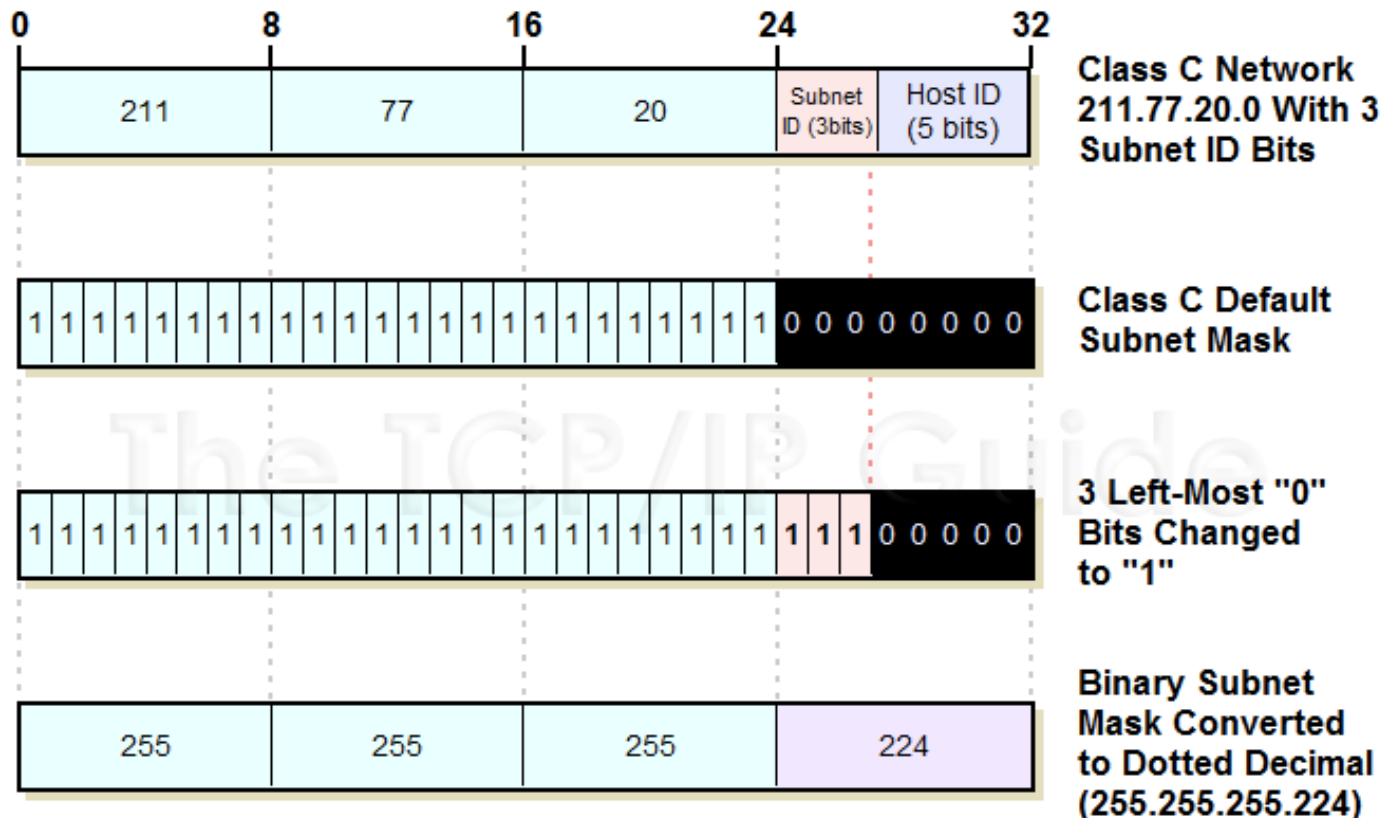 0 8 16 24 32
211 77 20 Subnet ID (3bits) Host ID (5 bits)
Class C Network
211.77.20.0 With 3
Subnet ID Bits
1 1 1 1 1 1 1 1 1 1 1 1 1 1 1 1 1 1 1 1 1 1 1 1 0 0 0 0 0 0 0 0
Class C Default
Subnet Mask
The TCP/IP Guide
1 1 1 1 1 1 1 1 1 1 1 1 1 1 1 1 1 1 1 1 1 1 1 1 1 1 1 0 0 0 0 0
3 Left-Most "0"
Bits Changed
to "1"
255 255 255 224
Binary Subnet
Mask Converted
to Dotted Decimal
(255.255.255.224)